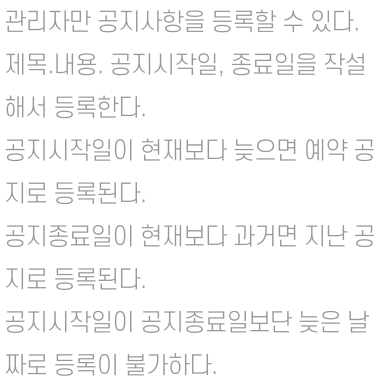 관리자만 공지사항을 등록할 수 있다.
제목.내용. 공지시작일, 종료일을 작설
해서 등록한다.
공지시작일이 현재보다 늦으면 예약 공
지로 등록된다.
공지종료일이 현재보다 과거면 지난 공
지로 등록된다.
공지시작일이 공지종료일보단 늦은 날
짜로 등록이 불가하다.